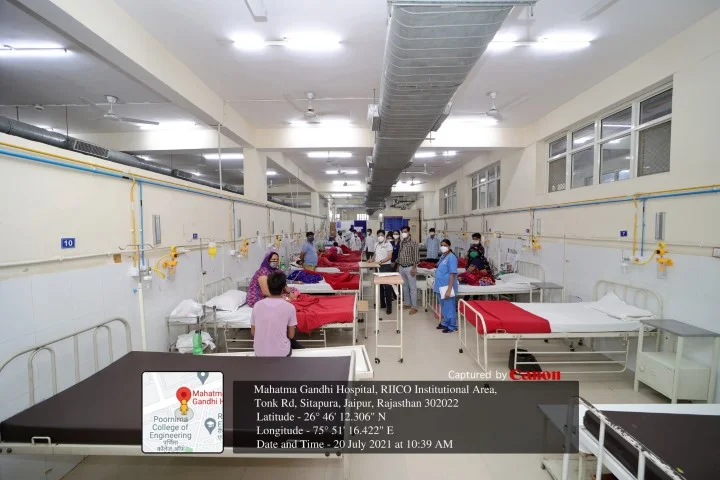 10
7
Captured by Canon
Mahatma Gandhi Hospital, RIICO Institutional Area,
Tonk Rd, Sitapura, Jaipur, Rajasthan 302022
Latitude - 26° 46' 12.306" N
Longitude - 75° 51' 16.422" E
Date and Time - 20 July 2021 at 10:39 AM
Mahatm
Gandhi H
Poornima
College of
Engineering